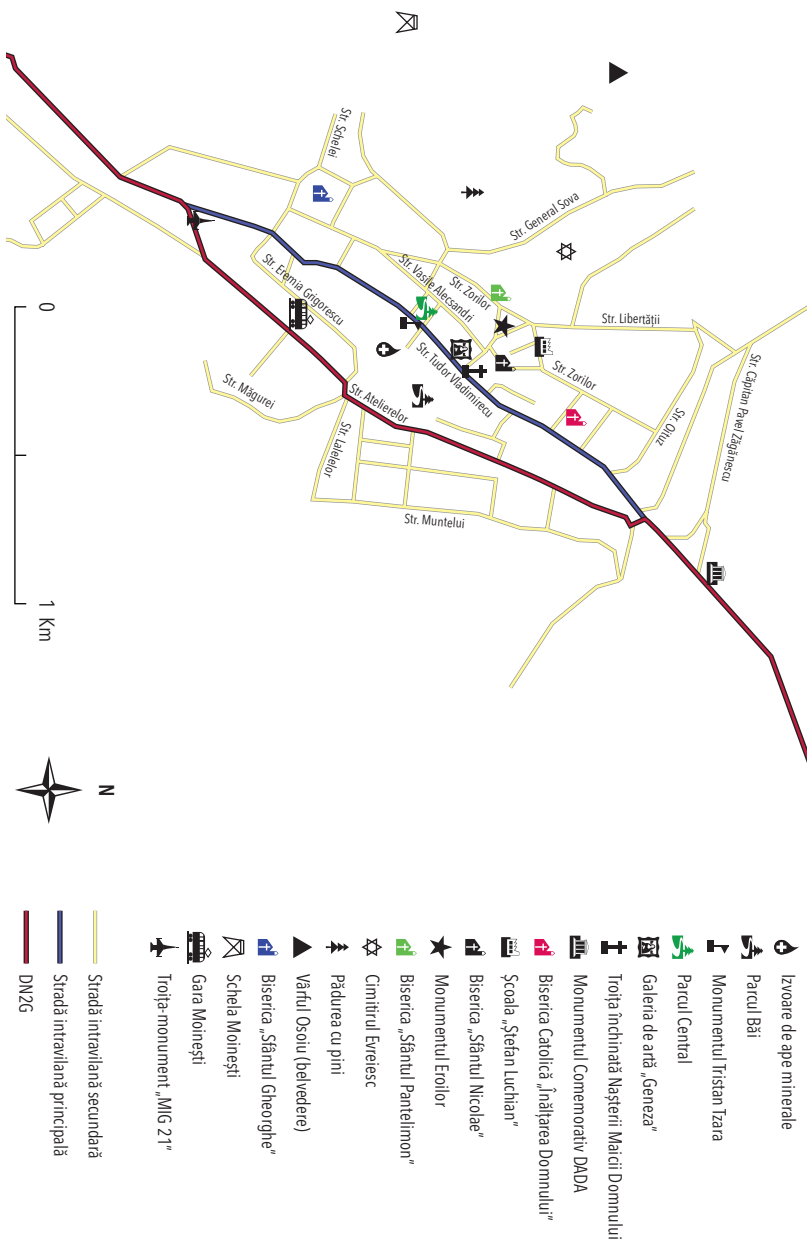 Str. Schelei
Str. General Sova
Str. Zorilor
Str. Vasile Alecsandri
Str. Eremia Grigorescu
Str. Libertății
Str. Căpitan Pavel Zăgănescu
Str. Zorilor
Str. Oituz
Str. Tudor Vladimirecu
Str. Măgurei
Str. Atelierelor
Str. Lalelelor
Str. Muntelui
0
1 Km
N
Izvoare de ape minerale
Parcul Băi
Monumentul Tristan Tzara
Parcul Central
Galeria de artă „Geneza”
Troița închinată Nașterii Maicii Domnului
Monumentul Comemorativ DADA
Biserica Catolică „Înălțarea Domnului”
Școala „Ștefan Luchian”
Biserica „Sfântul Nicolae”
Monumentul Eroilor
Biserica „Sfântul Pantelimon”
Cimitirul Evreiesc
Pădurea cu pini
Vârful Osoiu (belvedere)
Biserica „Sfântul Gheorghe”
Schela Moinești
Gara Moinești
Troița-monument „MIG 21”
Stradă intravilană secundară
Stradă intravilană principală
DN2G